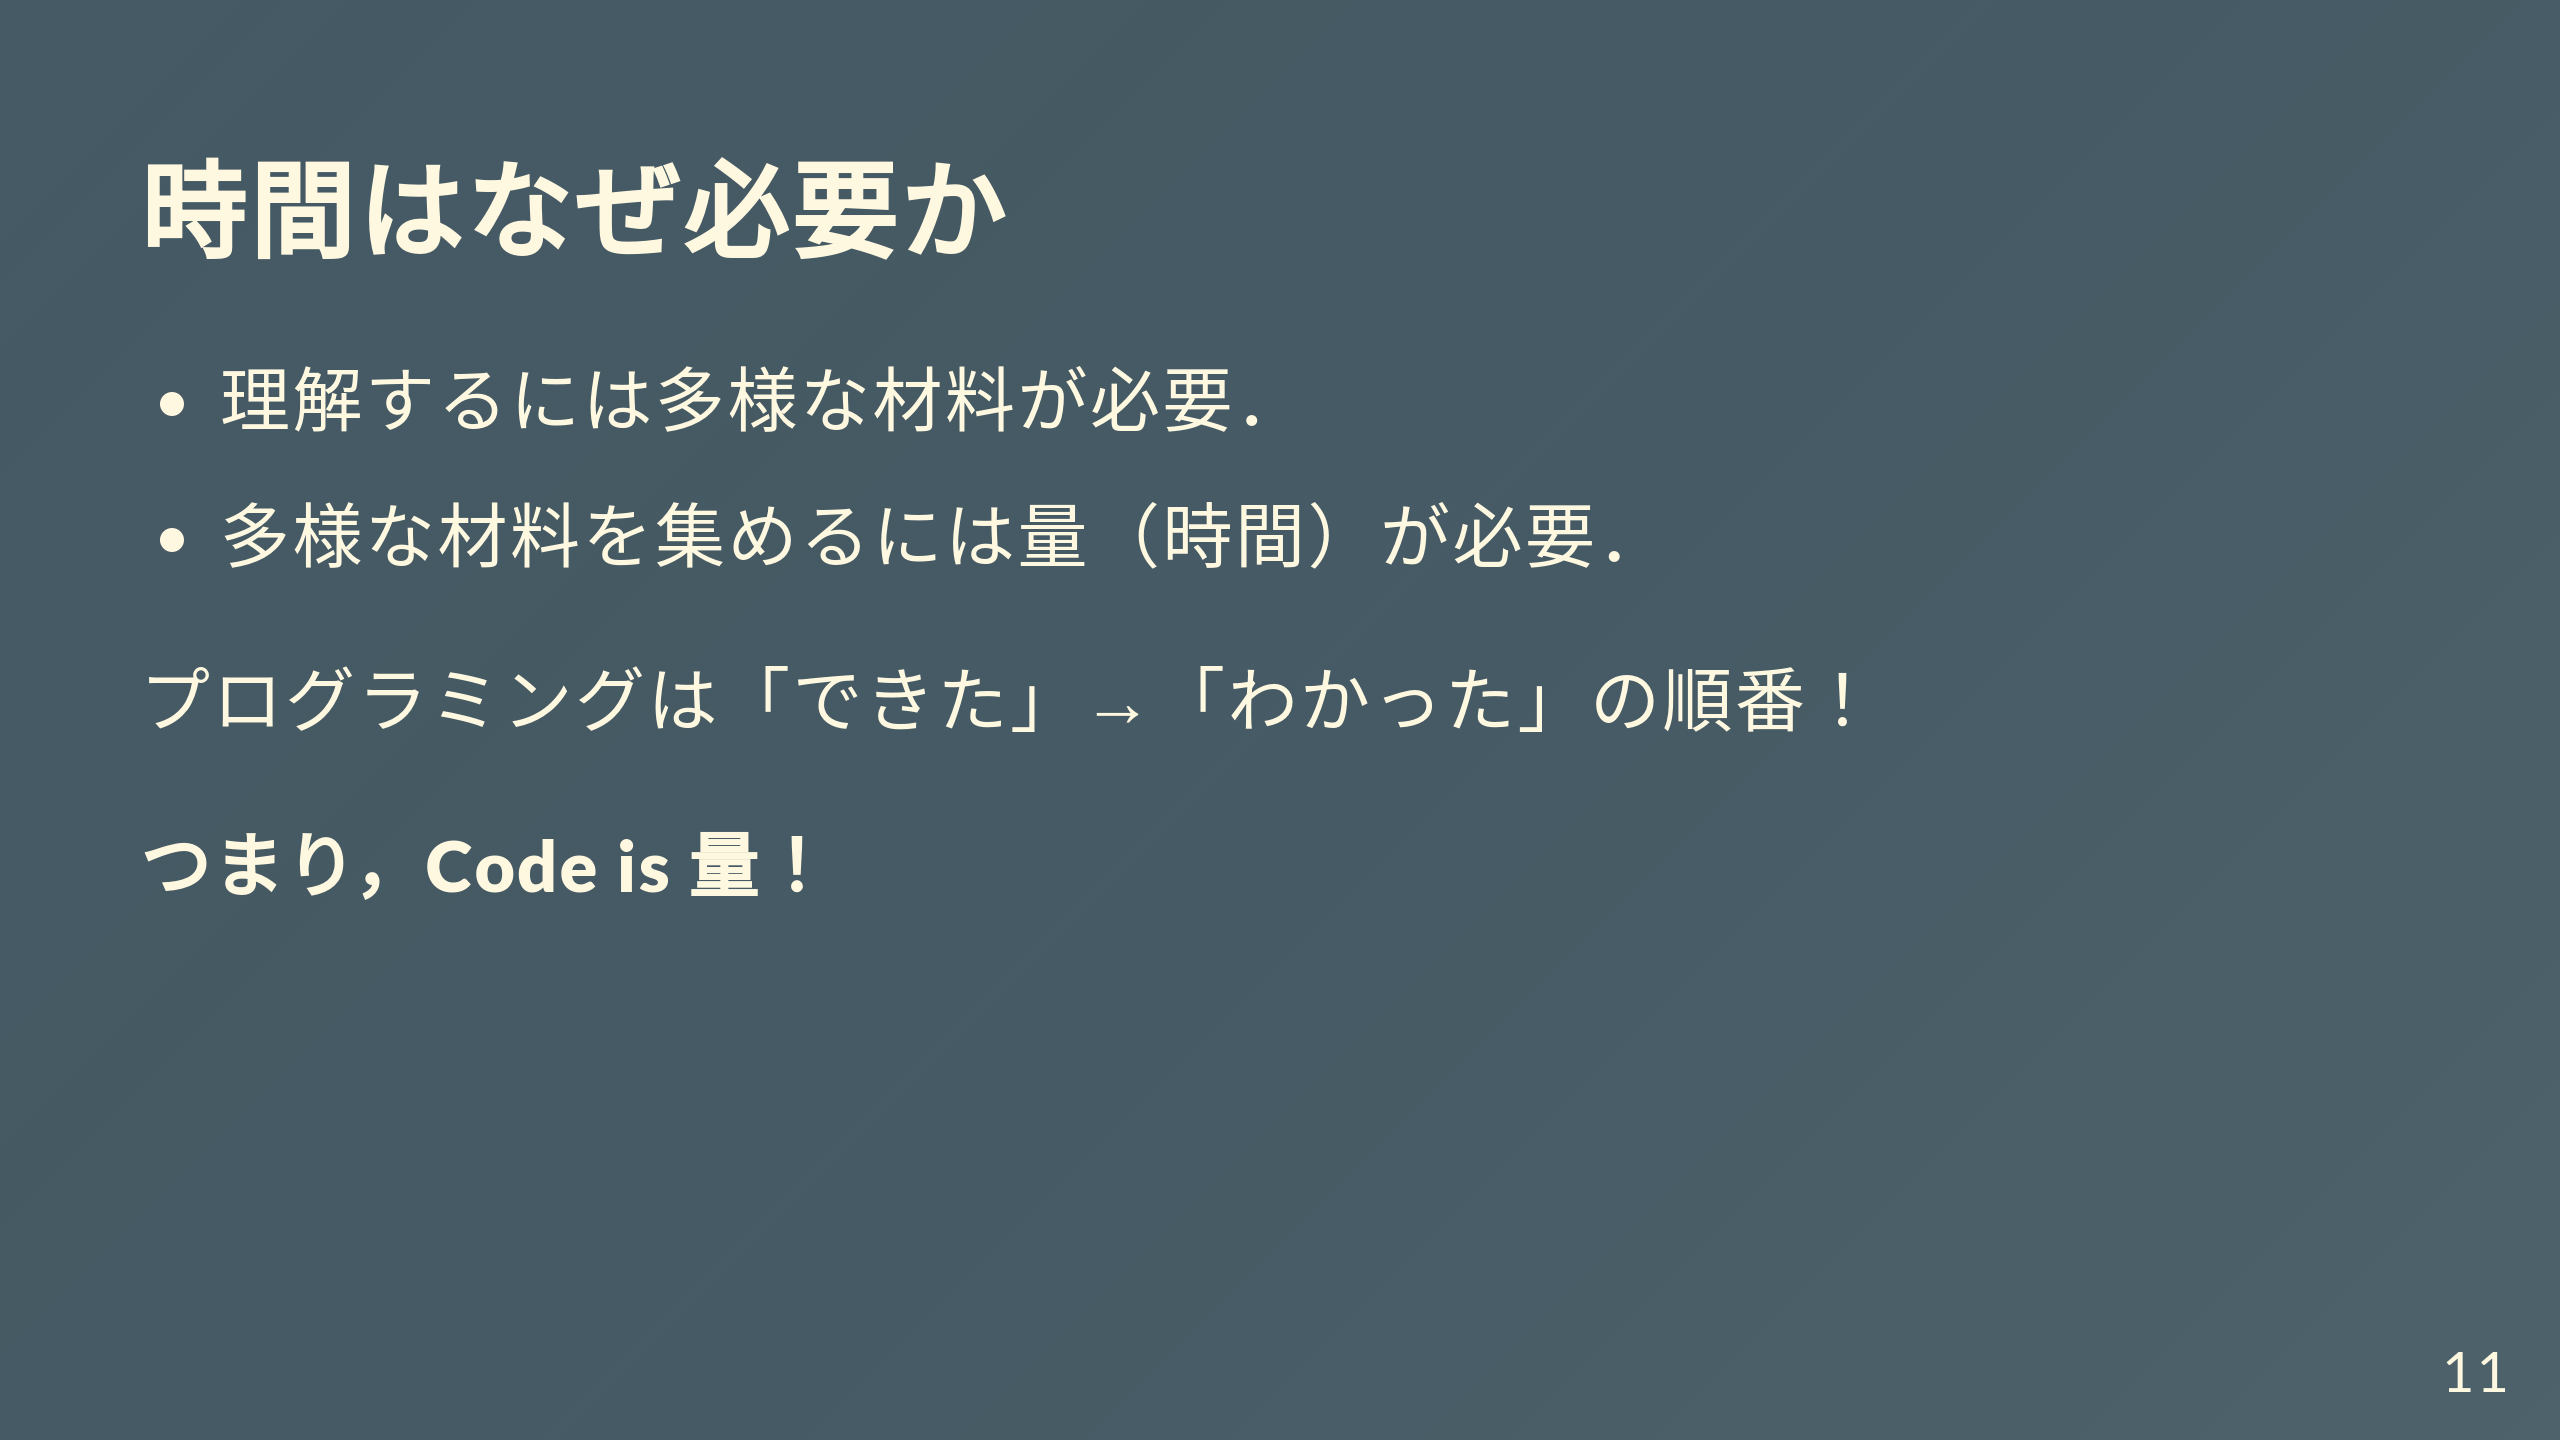 時間はなぜ必要か
• 理解するには多様な材料が必要．
• 多様な材料を集めるには量（時間）が必要．
プログラミングは「できた」→「わかった」の順番！
つまり，Code is 量！
11